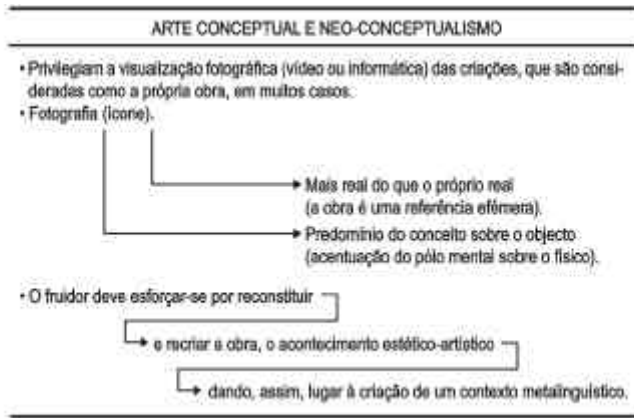 ARTE CONCEPTUAL E NEO-CONCEPTUALISMO
• Privilegiam a visualização fotográfica (vídeo ou informática) das criações, que são consi-
deradas como a própria obra, em muitos casos.
• Fotografia (ícone).
Mais real do que o próprio real
(a obra é uma referência efémera).
Predomínio do conceito sobre o objecto
(acentuação do pólo mental sobre o físico).
• O fruidor deve esforçar-se por reconstituir
e recriar a obra, o acontecimento estético-artístico
dando, assim, lugar à criação de um contexto metalinguístico.